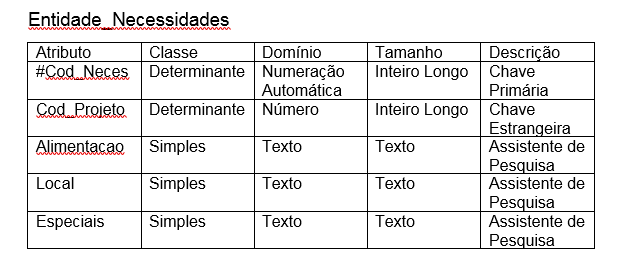 Entidade_Necessidades
Atributo Classe Domínio Tamanho Descrição
#Cod_Neces Determinante Numeração Automática Inteiro Longo Chave Primária
Cod_Projeto Determinante Número Inteiro Longo Chave Estrangeira
Alimentacao Simples Texto Texto Assistente de Pesquisa
Local Simples Texto Texto Assistente de Pesquisa
Especiais Simples Texto Texto Assistente de Pesquisa